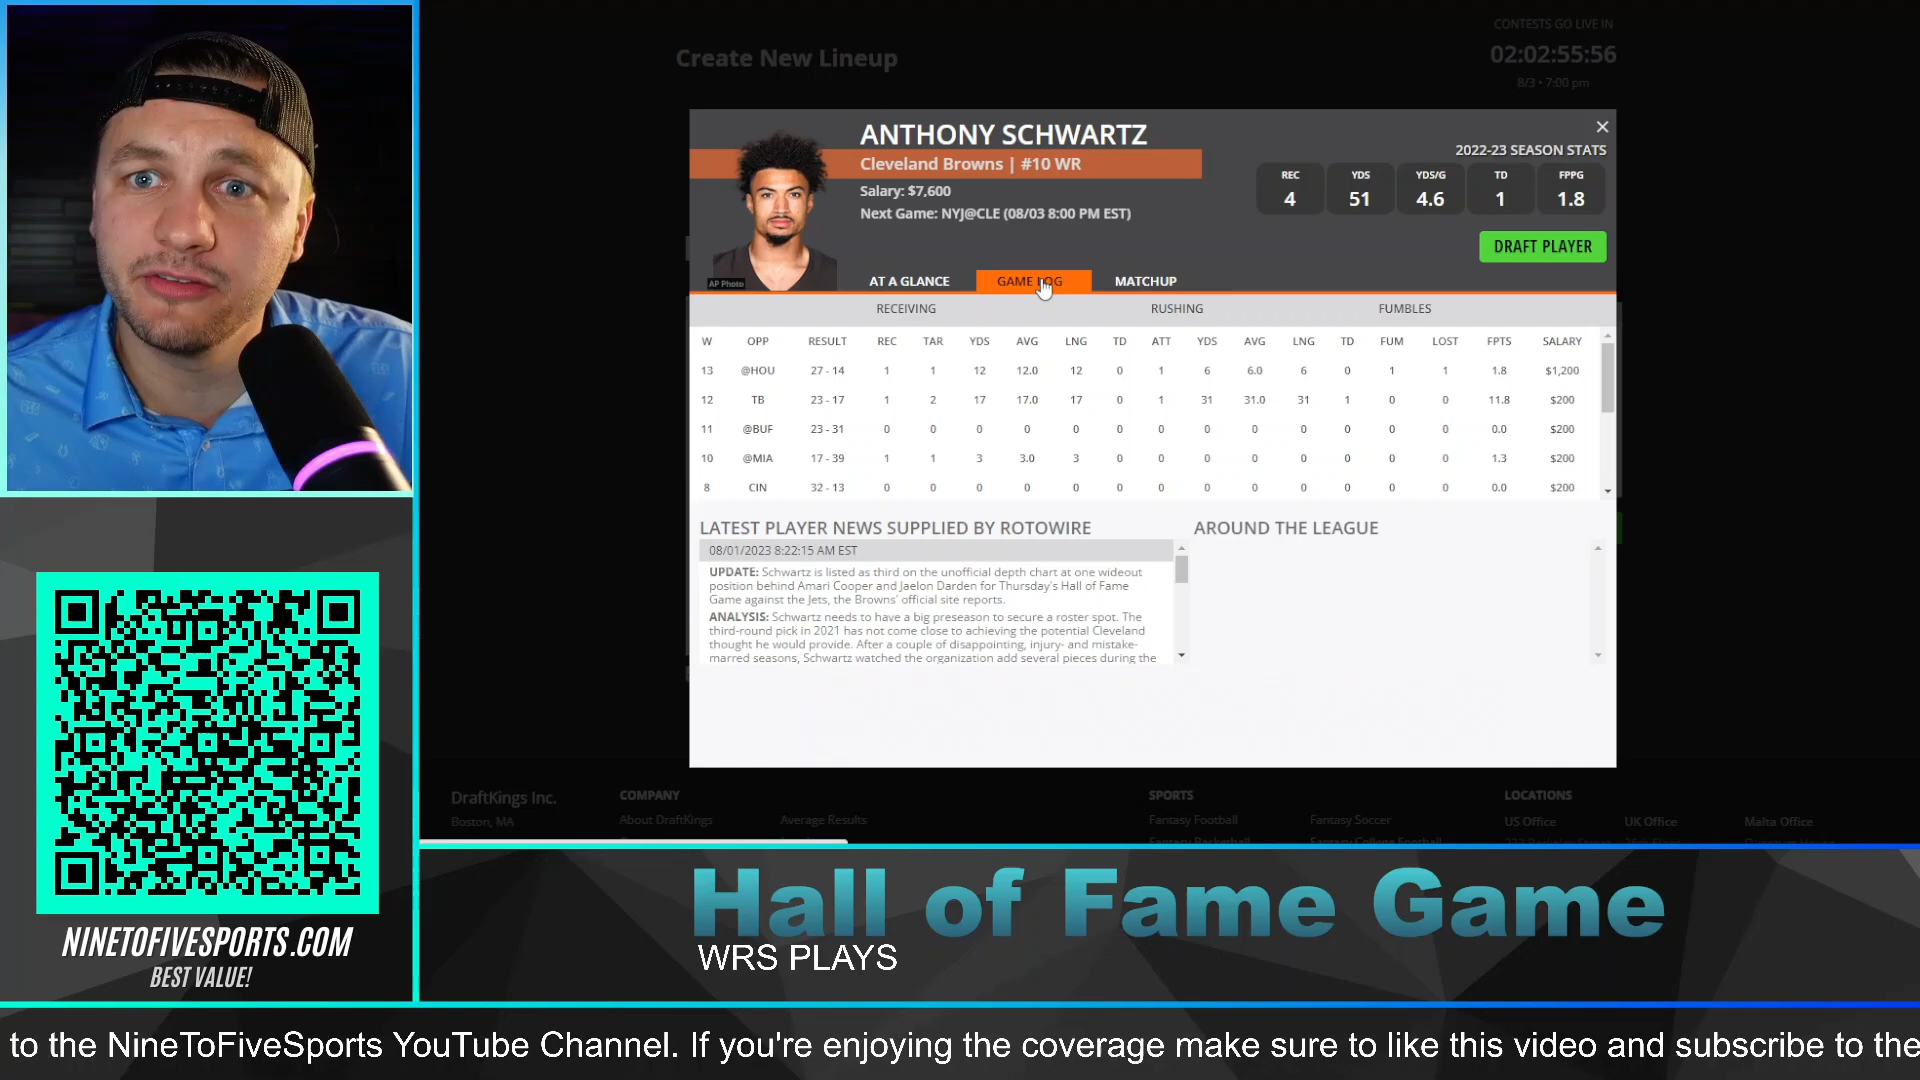 CONTESTS GO LIVE IN
Create New Lineup
02:02:55:56
8/3 • 7:00 pm
ANTHONY SCHWARTZ
Cleveland Browns | #10 WR
Salary: $7,600
Next Game: NYJ@CLE (08/03 8:00 PM EST)
2022-23 SEASON STATS
REC YDS YDS/G TD FPPG
4 51 4.6 1 1.8
DRAFT PLAYER
AP Photo
AT A GLANCE GAME LOG MATCHUP
RECEIVING RUSHING FUMBLES
W OPP RESULT REC TAR YDS AVG LNG TD ATT YDS AVG LNG TD FUM LOST FPTS SALARY
13 @HOU 27 - 14 1 1 12 12.0 12 0 1 6 6.0 6 0 1 1 1.8 $1,200
12 TB 23 - 17 1 2 17 17.0 17 0 1 31 31.0 31 1 0 0 11.8 $200
11 @BUF 23 - 31 0 0 0 0 0 0 0 0 0 0 0 0 0 0.0 $200
10 @MIA 17 - 39 1 1 3 3.0 3 0 0 0 0 0 0 0 0 1.3 $200
8 CIN 32 - 13 0 0 0 0 0 0 0 0 0 0 0 0 0 0.0 $200
LATEST PLAYER NEWS SUPPLIED BY ROTOWIRE
08/01/2023 8:22:15 AM EST
UPDATE: Schwartz is listed as third on the unofficial depth chart at one wideout
position behind Amari Cooper and Jaelon Darden for Thursday's Hall of Fame
Game against the Jets, the Browns' official site reports.
ANALYSIS: Schwartz needs to have a big preseason to secure a roster spot. The
third-round pick in 2021 has not come close to achieving the potential Cleveland
thought he would provide. After a couple of disappointing, injury- and mistake-
marred seasons, Schwartz watched the organization add several pieces during the
AROUND THE LEAGUE
DraftKings Inc.
Boston, MA
COMPANY
About DraftKings Average Results
SPORTS
Fantasy Football Fantasy Soccer
Fantasy Basketball Fantasy College Football
LOCATIONS
US Office UK Office Malta Office
NINETOFIVESPORTS.COM
BEST VALUE!
Hall of Fame Game
WRS PLAYS
to the NineToFiveSports YouTube Channel. If you're enjoying the coverage make sure to like this video and subscribe to the